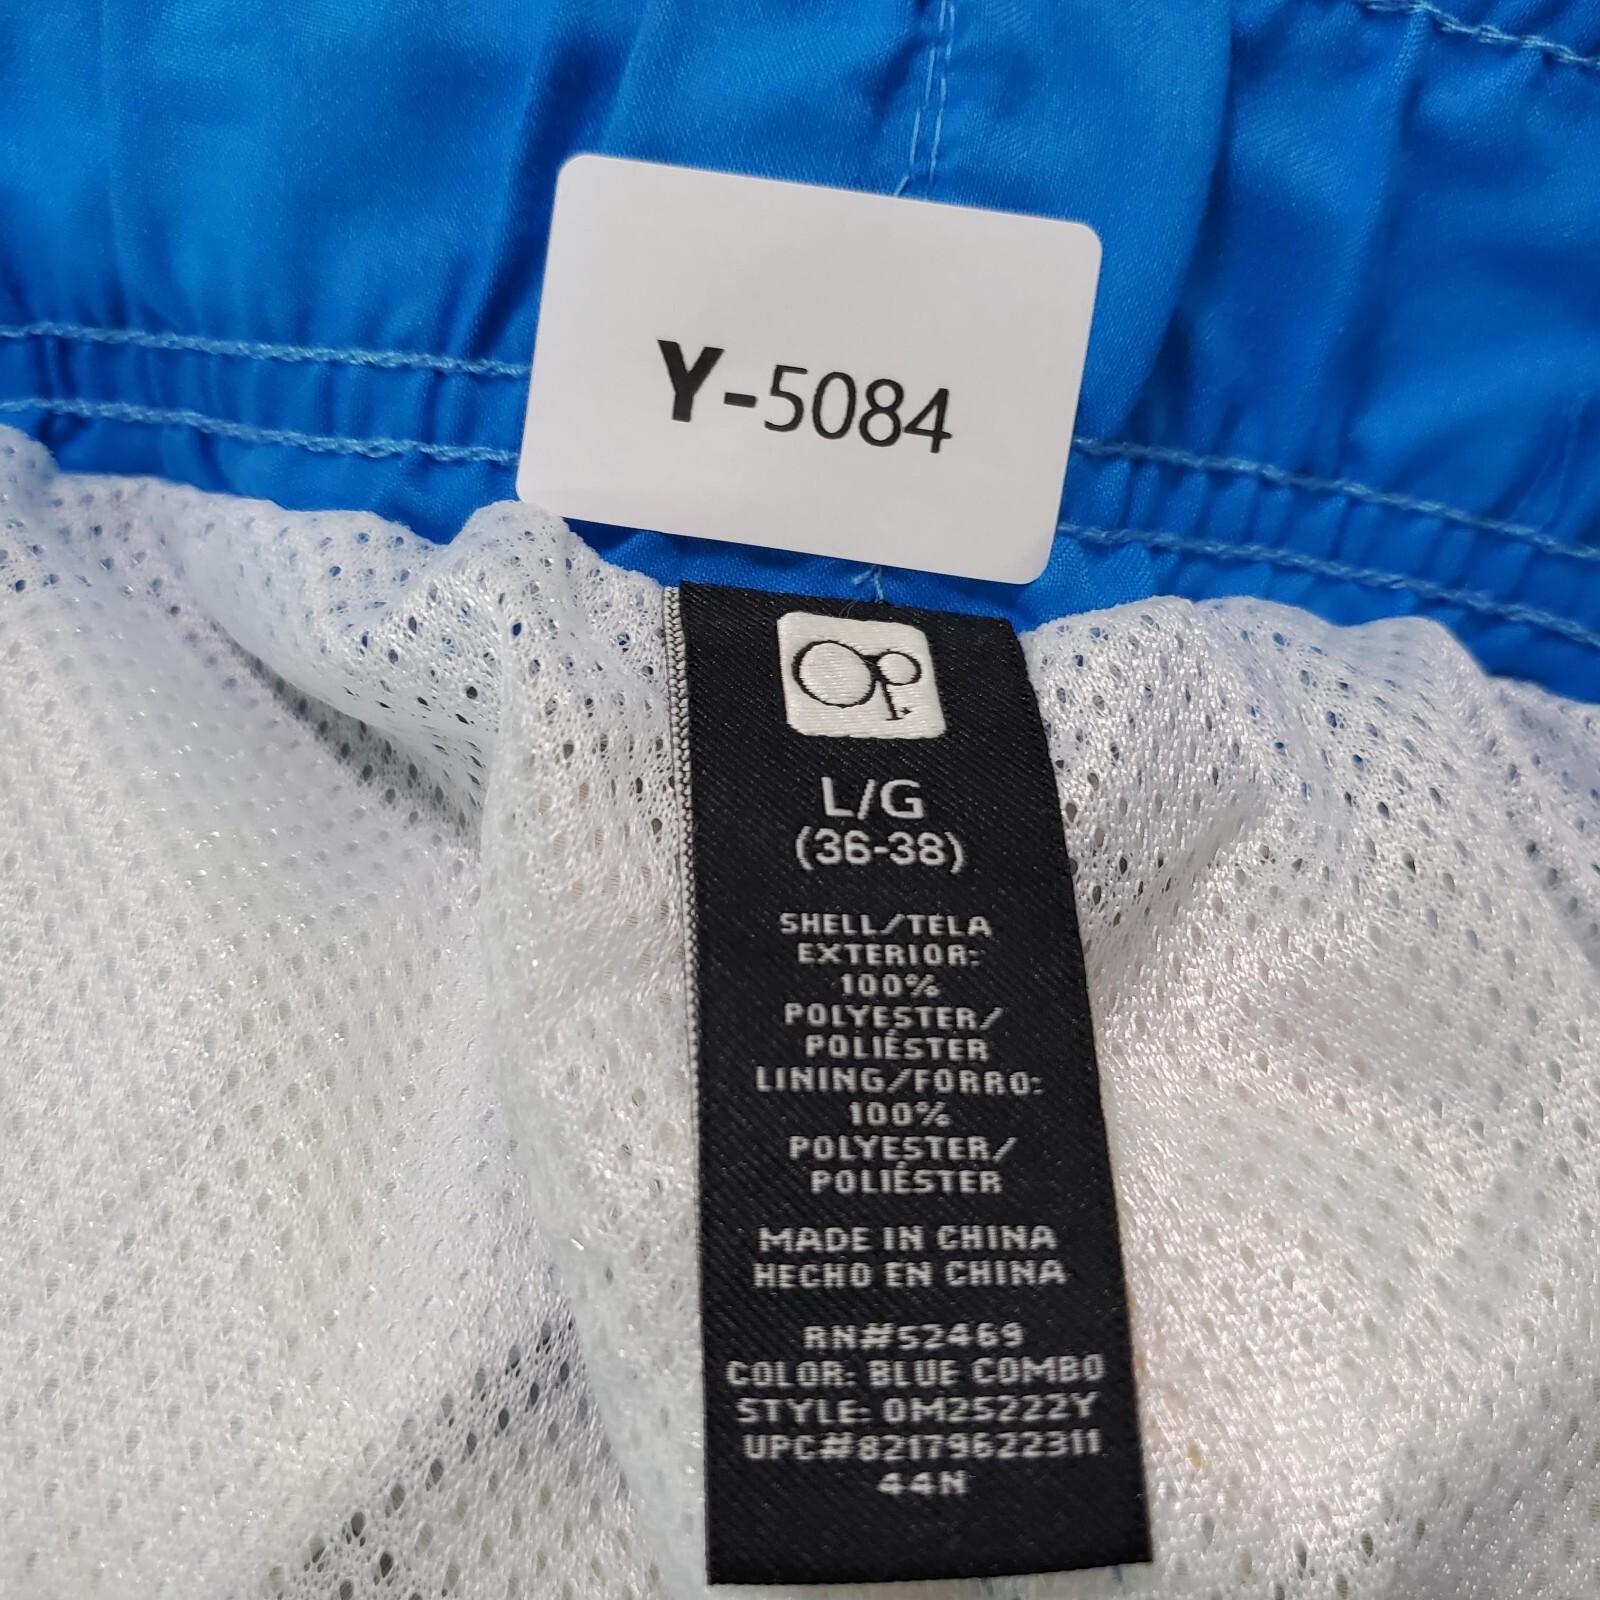 Y-5084
Op
L/G
(36-38)
SHELL/TELA
EXTERIOR:
100%
POLYESTER/
POLIÉSTER
LINING/FORRO:
100%
POLYESTER/
POLIÉSTER
MADE IN CHINA
HECHO EN CHINA
RN#52469
COLOR: BLUE COMBO
STYLE: OM25222Y
UPC#82179622311
44N